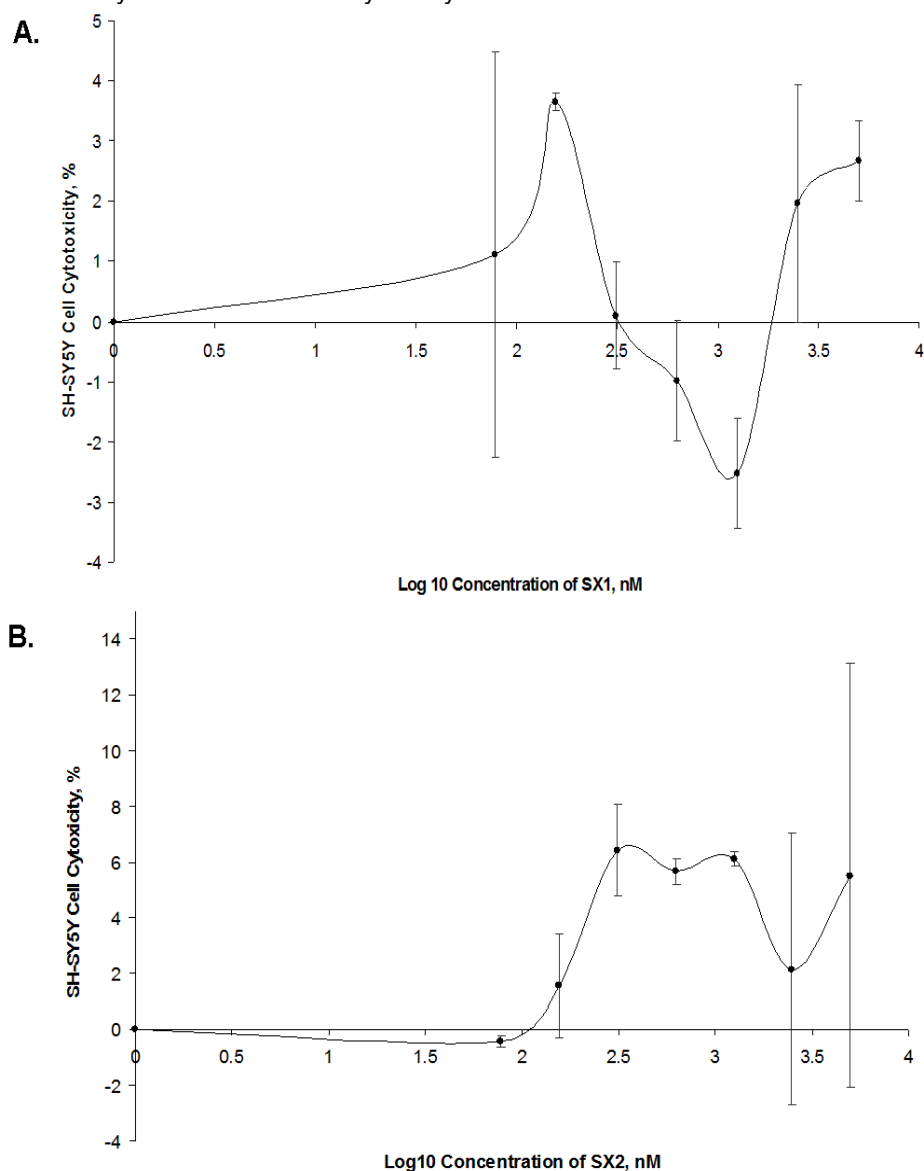 A.
5
4
3
2
1
0
-1
-2
-3
-4
0 0.5 1 1.5 2 2.5 3 3.5 4
SH-SY5Y Cell Cytotoxicity, %
Log 10 Concentration of SX1, nM
B.
14
12
10
8
6
4
2
0
-2
-4
0 0.5 1 1.5 2 2.5 3 3.5 4
SH-SY5Y Cell Cytoxicity, %
Log10 Concentration of SX2, nM